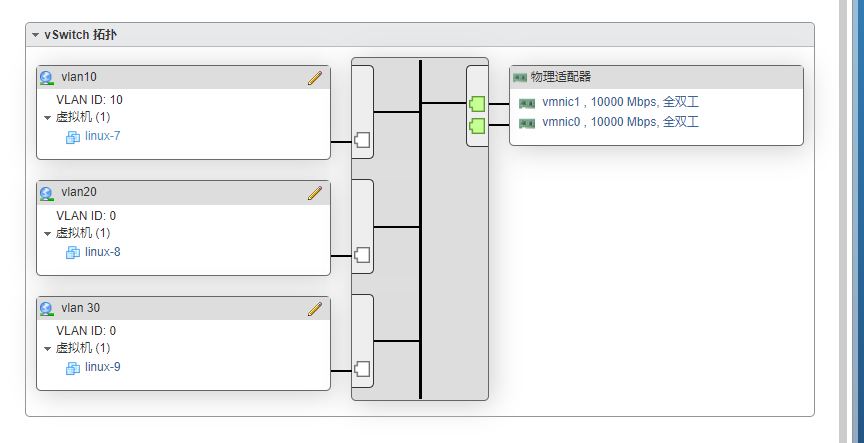 vSwitch 拓扑
vlan10
VLAN ID: 10
虚拟机 (1)
linux-7
物理适配器
vmnic1 , 10000 Mbps, 全双工
vmnic0 , 10000 Mbps, 全双工
vlan20
VLAN ID: 0
虚拟机 (1)
linux-8
vlan 30
VLAN ID: 0
虚拟机 (1)
linux-9